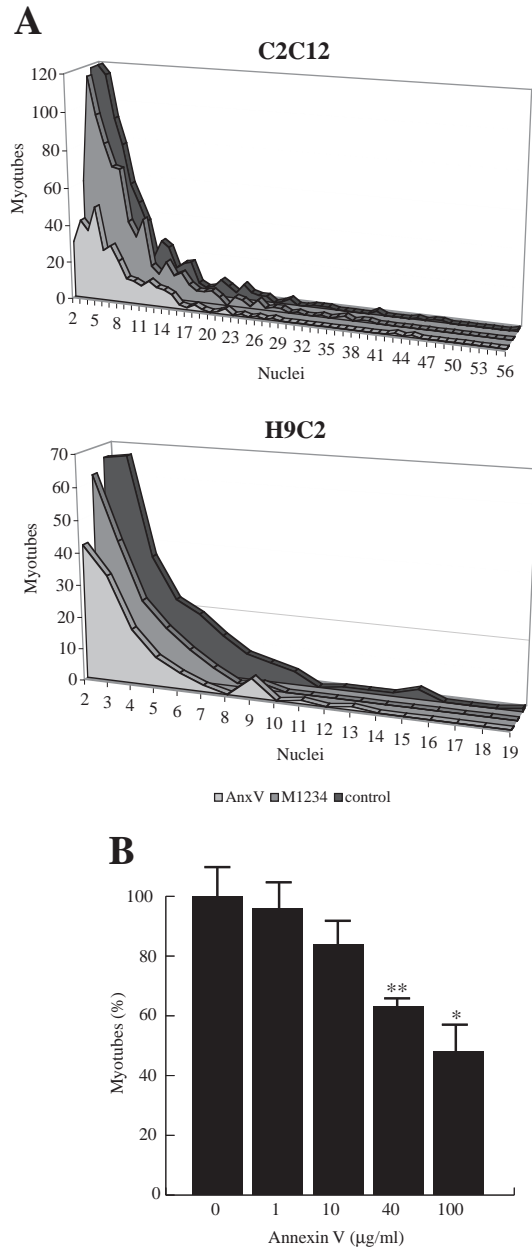 A
C2C12
120
100
80
60
40
20
0
Myotubes
2 5 8 11 14 17 20 23 26 29 32 35 38 41 44 47 50 53 56
Nuclei
H9C2
70
60
50
40
30
20
10
0
Myotubes
2 3 4 5 6 7 8 9 10 11 12 13 14 15 16 17 18 19
Nuclei
AnxV M1234 control
B
100
80
60
40
20
0
Myotubes (%)
** *
0 1 10 40 100
Annexin V (µg/ml)